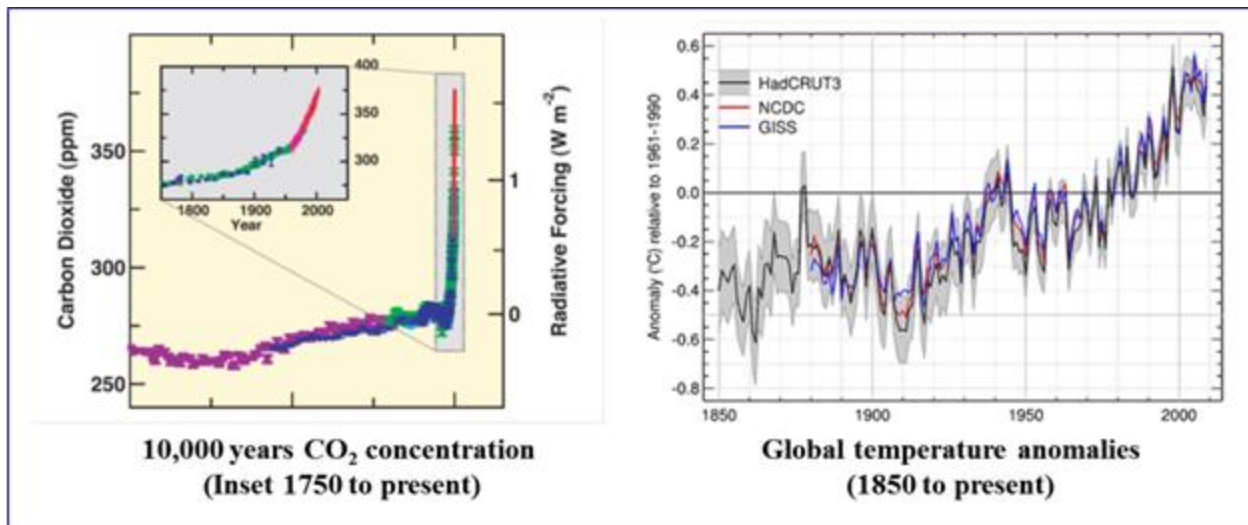 400
350
300
1800
1900
2000
Year
350
300
250
Carbon Dioxide (ppm)
1
0
Radiative Forcing (W m⁻²)
10,000 years CO₂ concentration
(Inset 1750 to present)
0.6
0.4
0.2
0.0
-0.2
-0.4
-0.6
-0.8
Anomaly (°C) relative to 1961-1990
HadCRUT3
NCDC
GISS
1850
1900
1950
2000
Global temperature anomalies
(1850 to present)